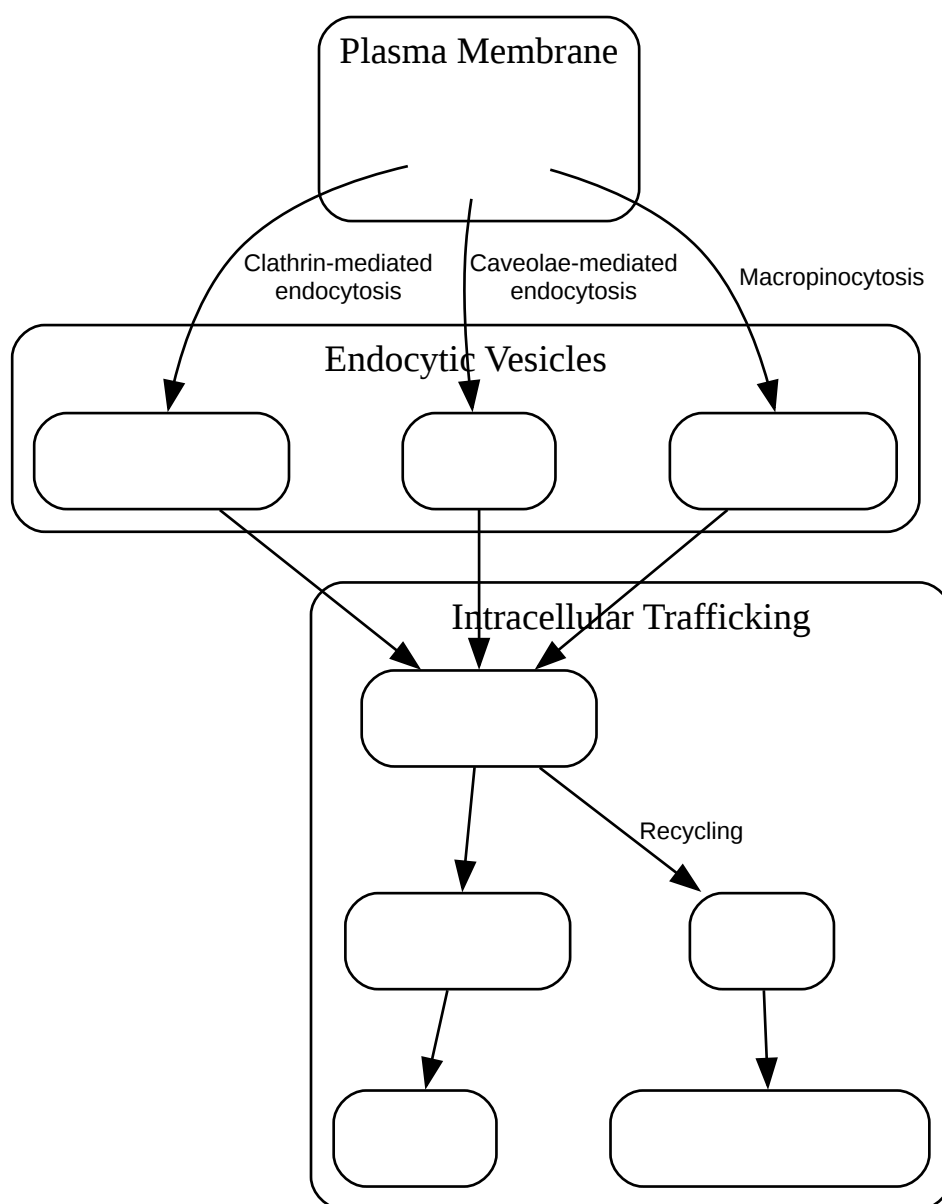 Plasma Membrane
Clathrin-mediated
endocytosis
Caveolae-mediated
endocytosis
Macropinocytosis
Endocytic Vesicles
Intracellular Trafficking
Recycling